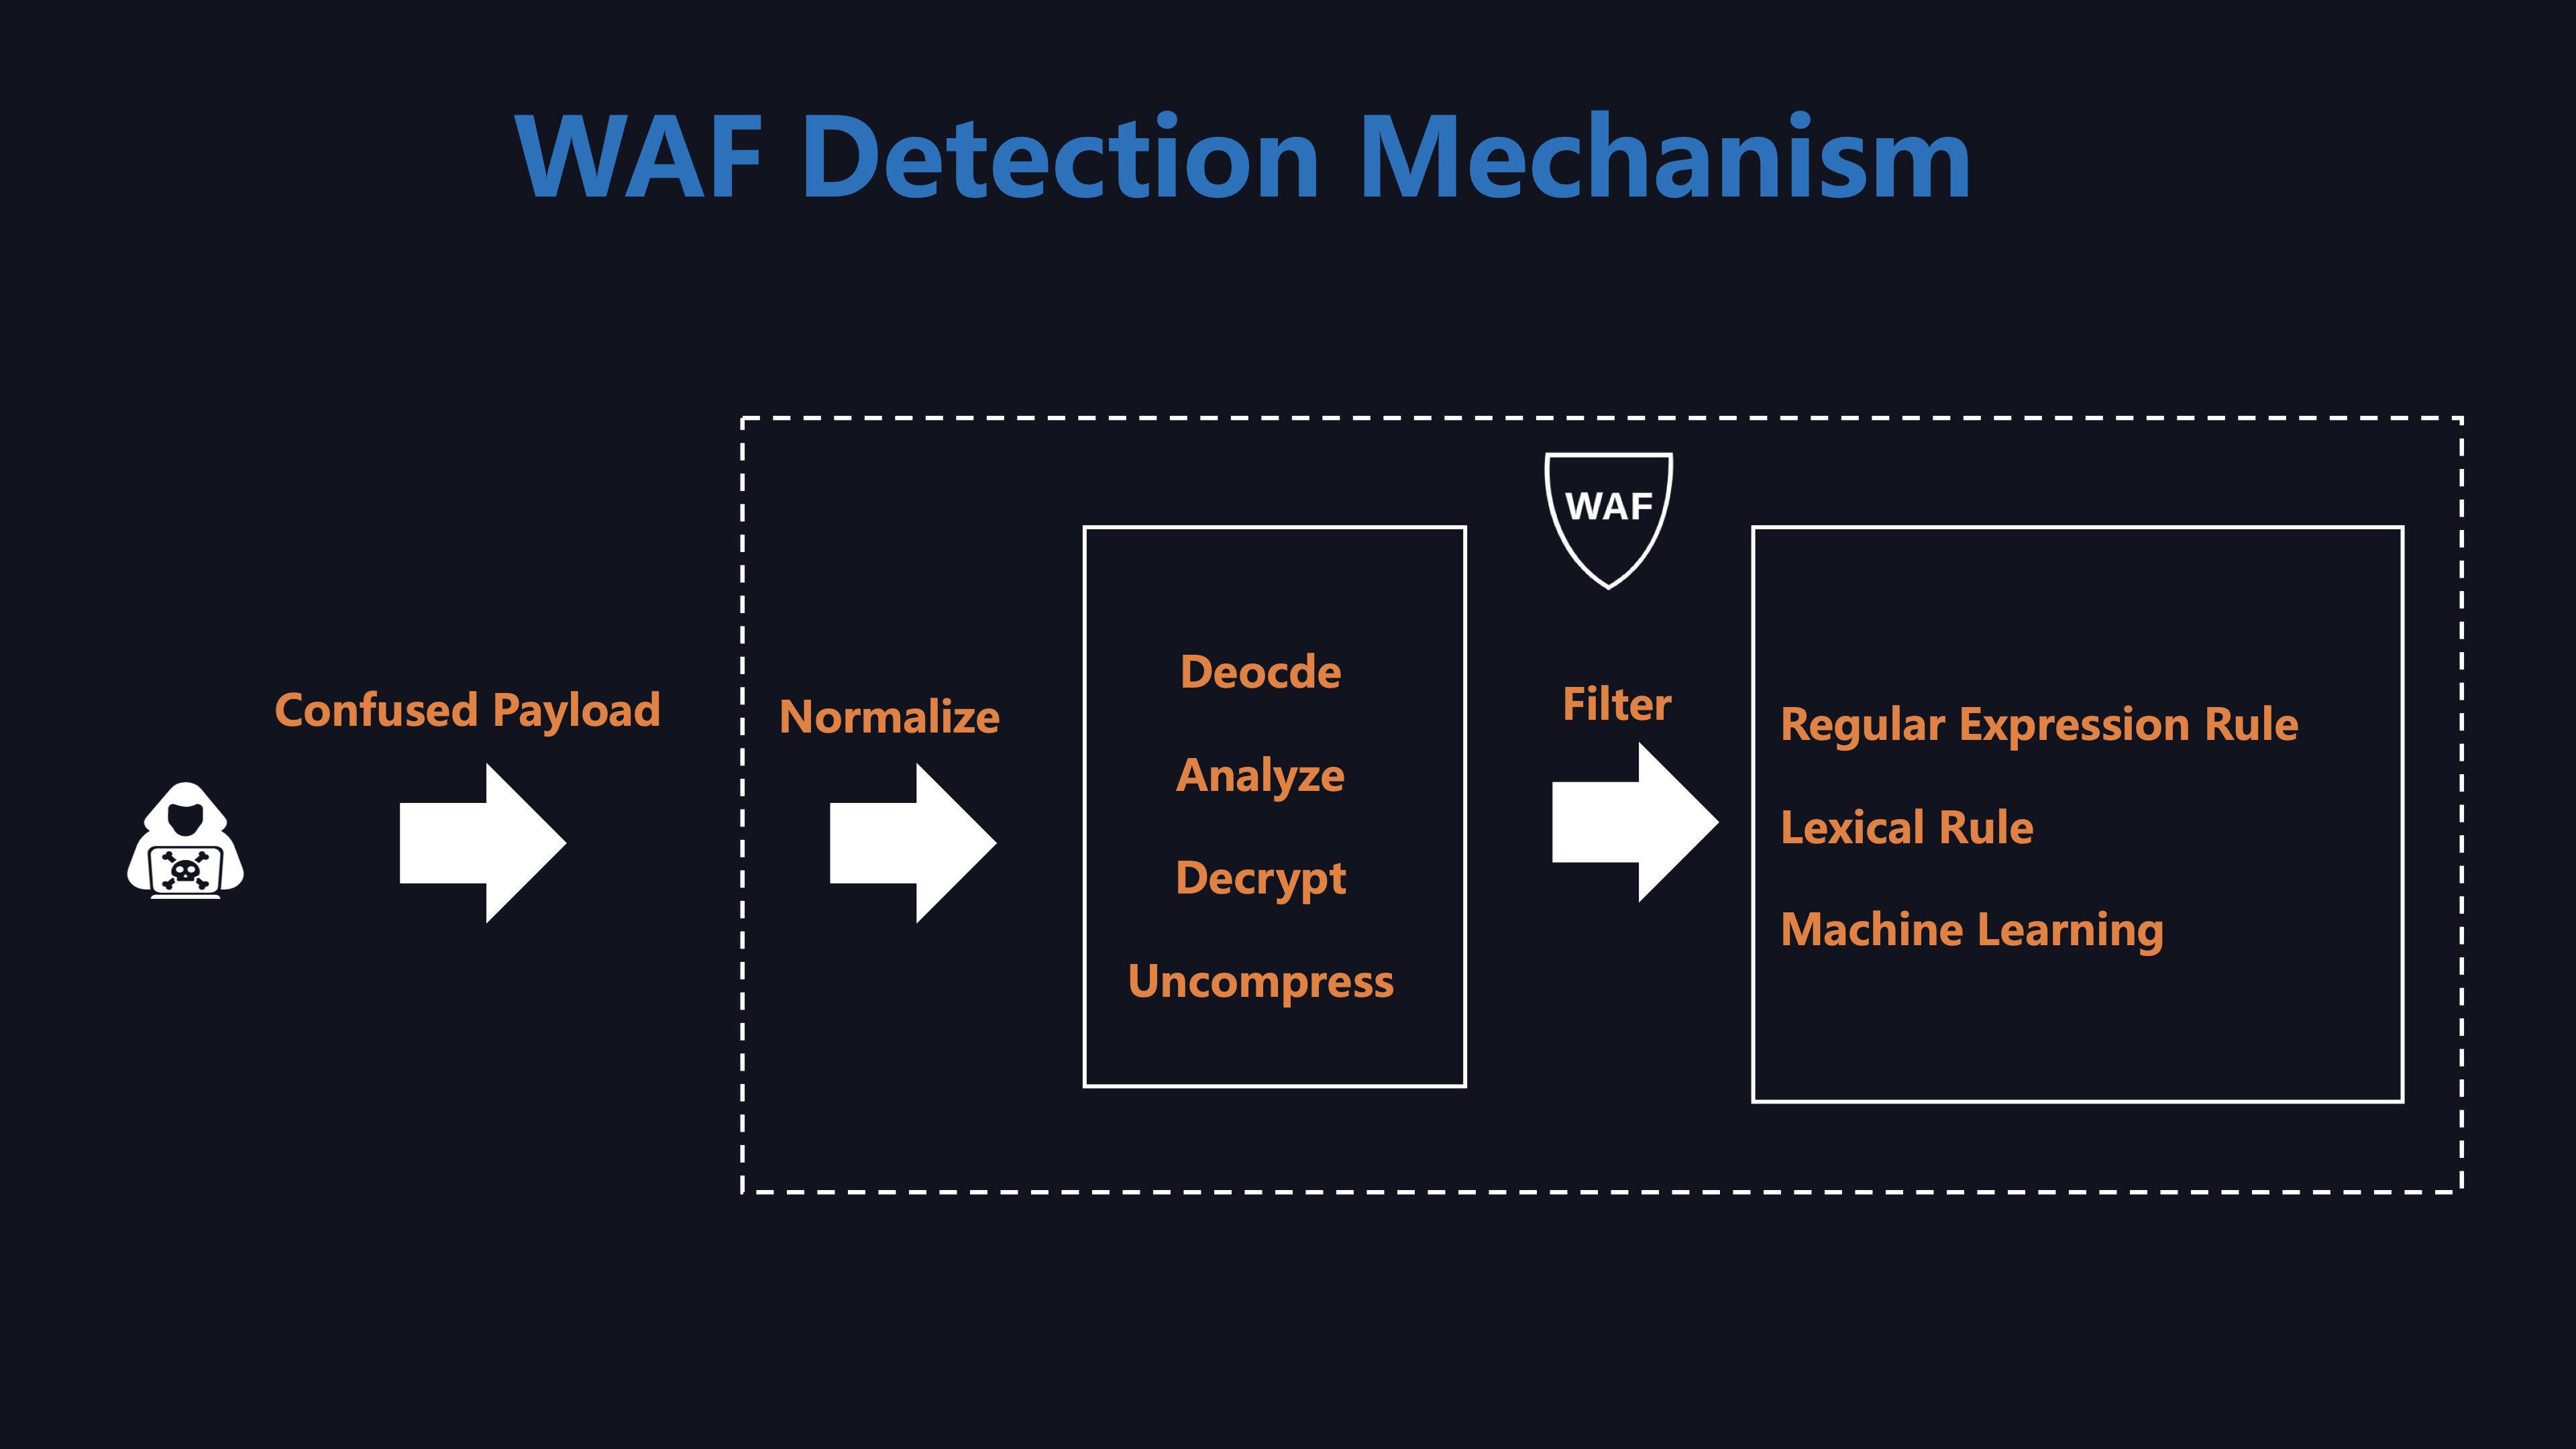 WAF Detection Mechanism
Confused Payload
Normalize
Deocde
Analyze
Decrypt
Uncompress
WAF
Filter
Regular Expression Rule
Lexical Rule
Machine Learning